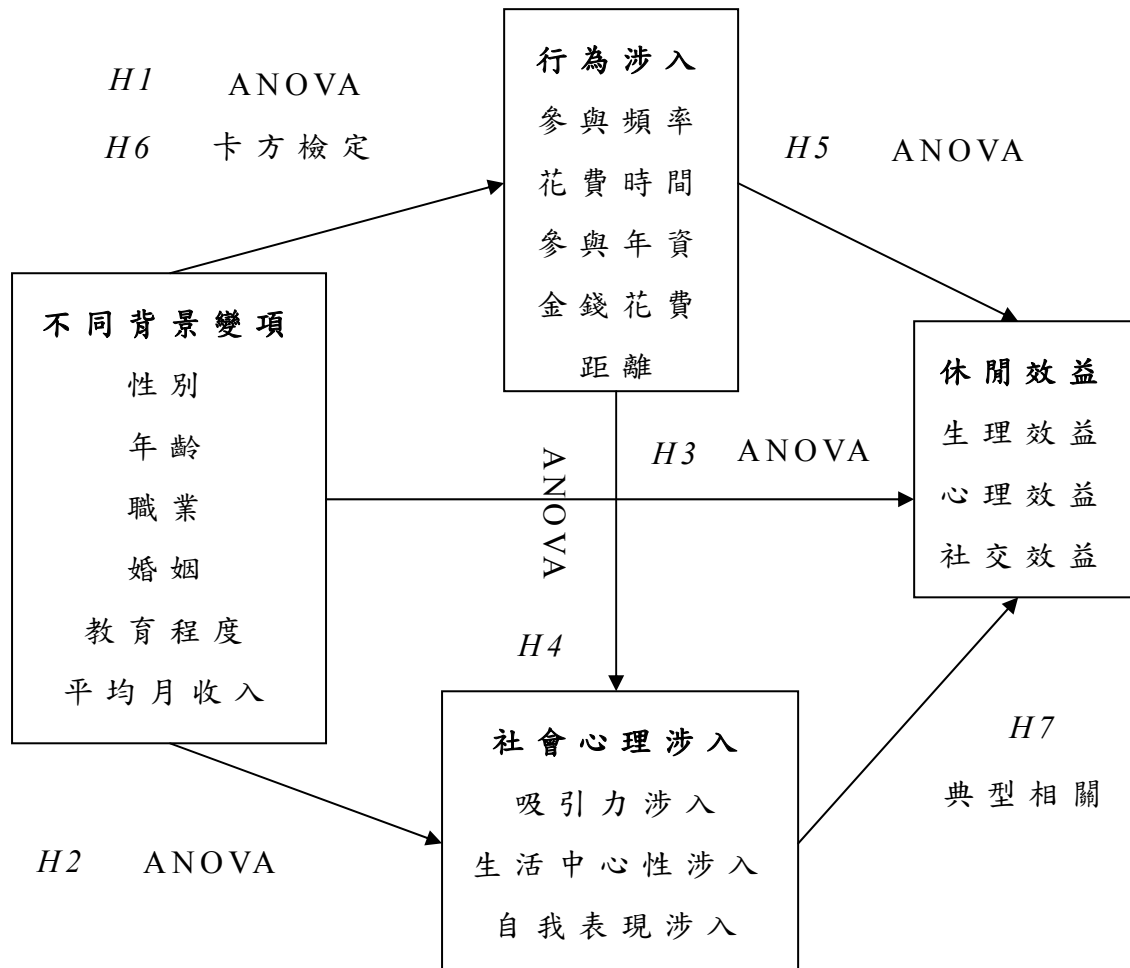 H1 ANOVA
H6 卡方檢定
行為涉入
參與頻率
花費時間
參與年資
金錢花費
距離
H5 ANOVA
不同背景變項
性別
年齡
職業
婚姻
教育程度
平均月收入
ANOVA
H4
H3 ANOVA
休閒效益
生理效益
心理效益
社交效益
H2 ANOVA
社會心理涉入
吸引力涉入
生活中心性涉入
自我表現涉入
H7
典型相關